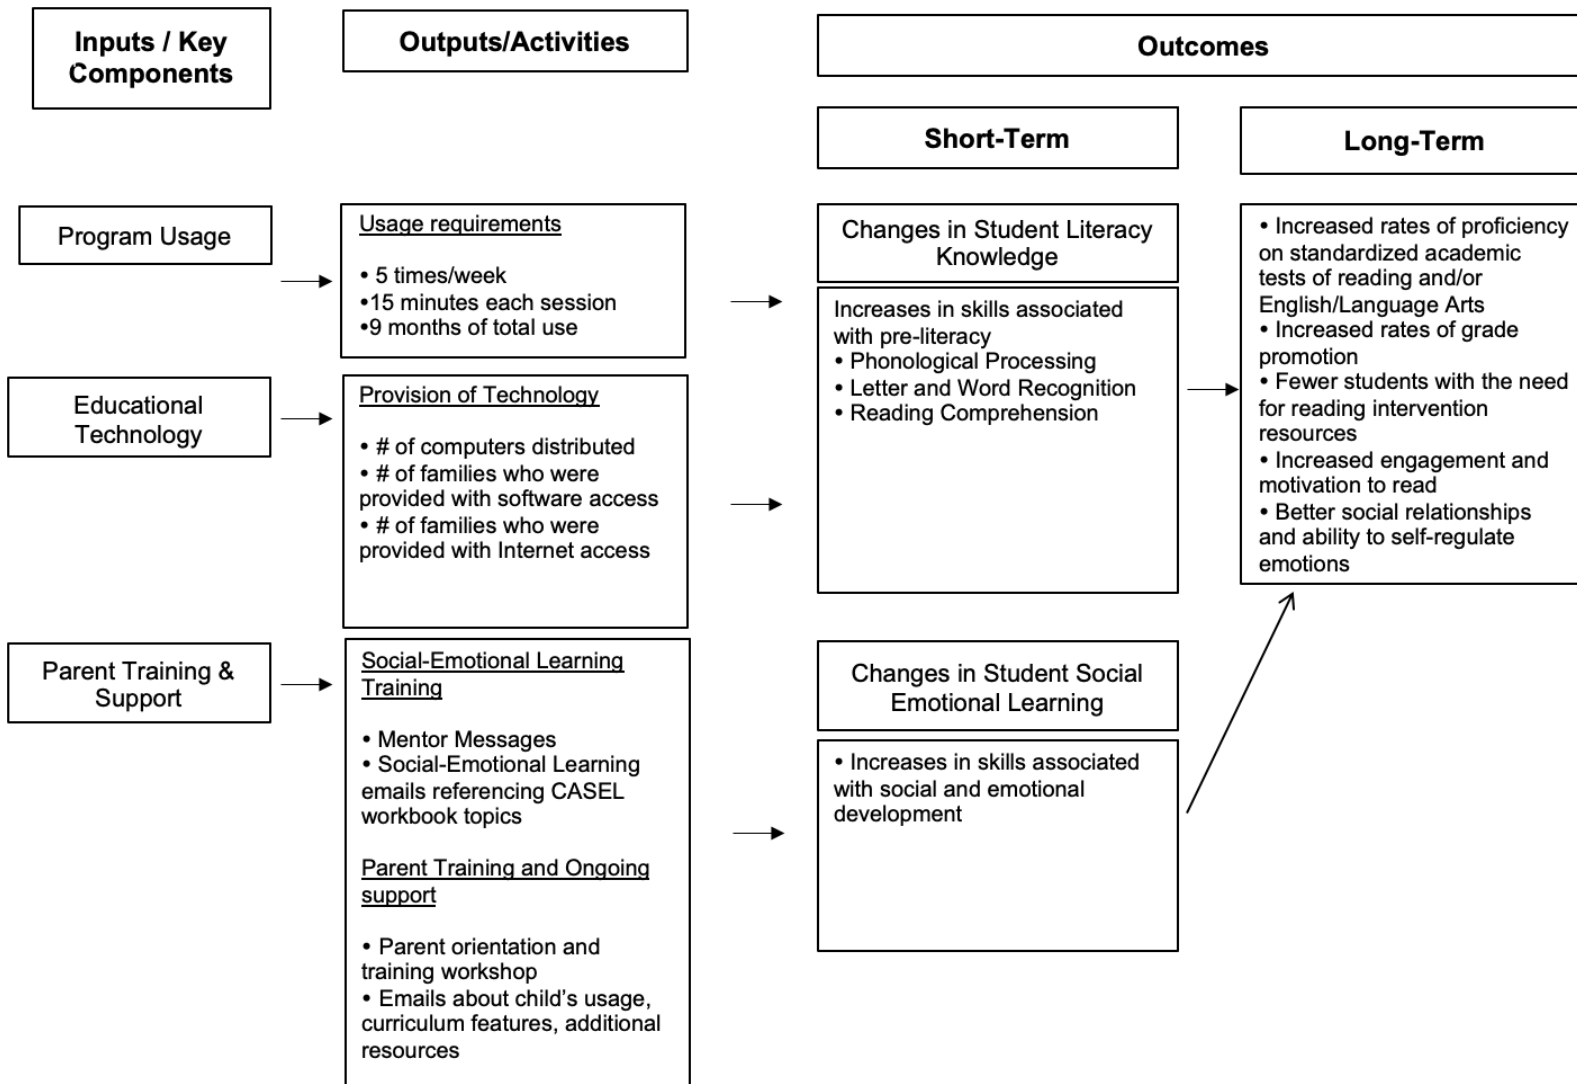 Inputs / Key
Components
Outputs/Activities
Outcomes
Short-Term
Long-Term
Program Usage
Usage requirements
• 5 times/week
•15 minutes each session
•9 months of total use
Changes in Student Literacy
Knowledge
Increases in skills associated
with pre-literacy
• Phonological Processing
• Letter and Word Recognition
• Reading Comprehension
• Increased rates of proficiency
on standardized academic
tests of reading and/or
English/Language Arts
• Increased rates of grade
promotion
• Fewer students with the need
for reading intervention
resources
• Increased engagement and
motivation to read
• Better social relationships
and ability to self-regulate
emotions
Educational
Technology
Provision of Technology
• # of computers distributed
• # of families who were
provided with software access
• # of families who were
provided with Internet access
Parent Training &
Support
Social-Emotional Learning
Training
• Mentor Messages
• Social-Emotional Learning
emails referencing CASEL
workbook topics
Parent Training and Ongoing
support
• Parent orientation and
training workshop
• Emails about child’s usage,
curriculum features, additional
resources
Changes in Student Social
Emotional Learning
• Increases in skills associated
with social and emotional
development